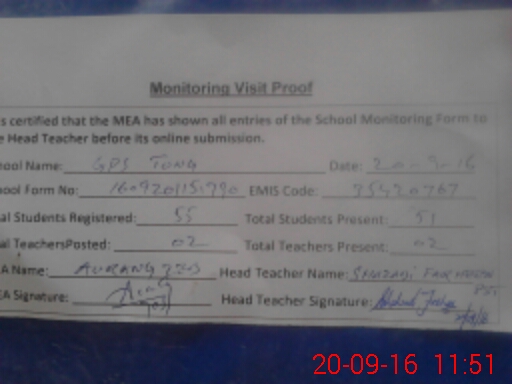 Monitoring Visit Proof
s certified that the MEA has shown all entries of the School Monitoring Form to
e Head Teacher before its online submission.
ool Name: GPS TONG Date: 20-9-16
ool Form No: EMIS Code: 35420767
al Students Registered: 55 Total Students Present: 51
al TeachersPosted: 02 Total Teachers Present: 02
A Name: AURANGZEB Head Teacher Name:
EA Signature: Head Teacher Signature:
20-09-16 11:51